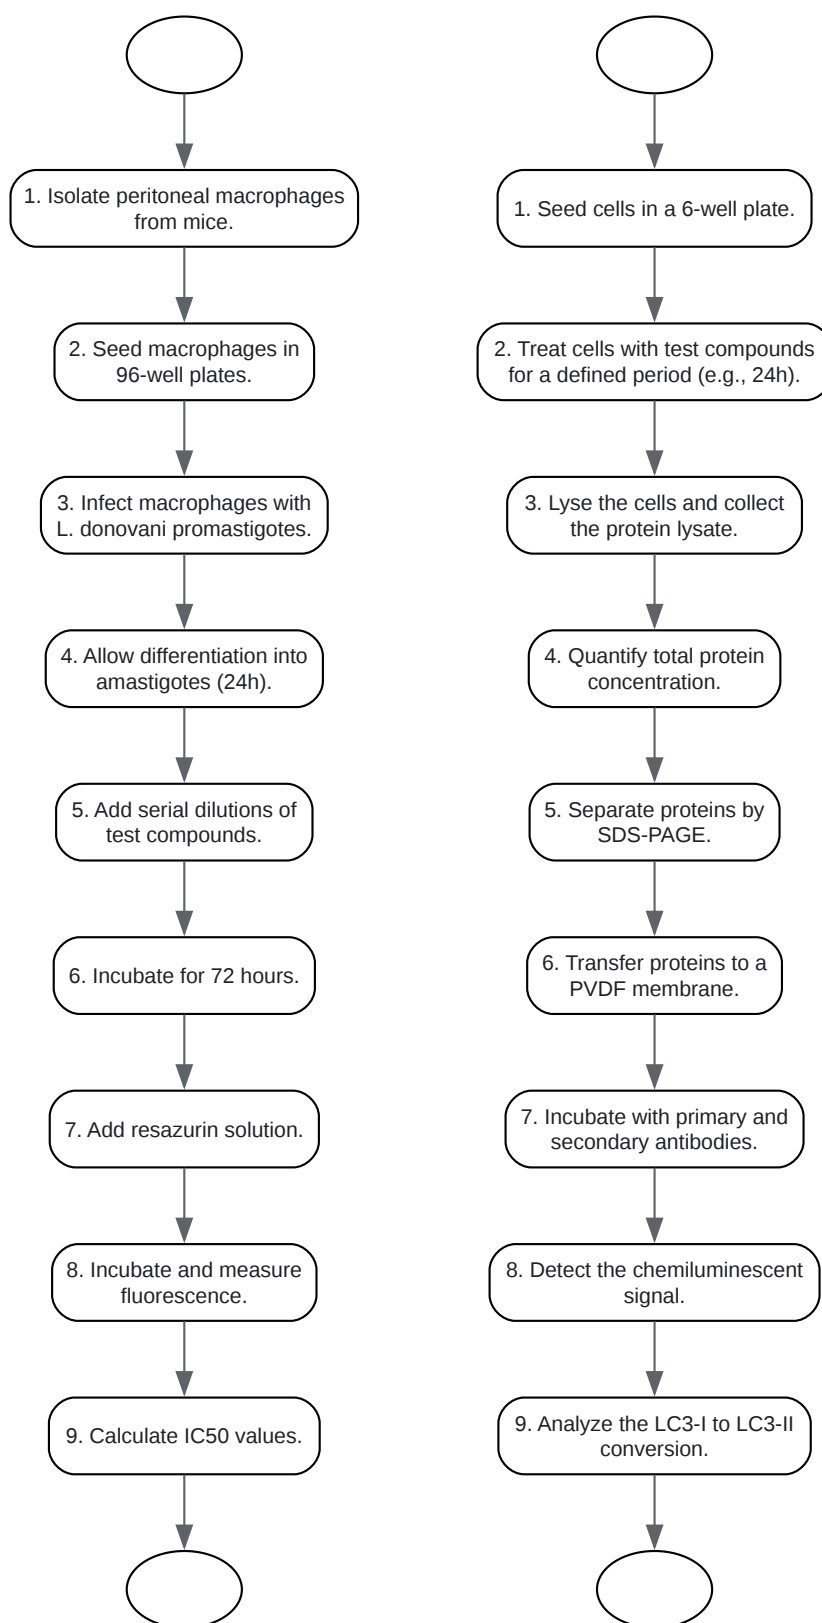 1. Isolate peritoneal macrophages
from mice.
2. Seed macrophages in
96-well plates.
3. Infect macrophages with
L. donovani promastigotes.
4. Allow differentiation into
amastigotes (24h).
5. Add serial dilutions of
test compounds.
6. Incubate for 72 hours.
7. Add resazurin solution.
8. Incubate and measure
fluorescence.
9. Calculate IC50 values.
1. Seed cells in a 6-well plate.
2. Treat cells with test compounds
for a defined period (e.g., 24h).
3. Lyse the cells and collect
the protein lysate.
4. Quantify total protein
concentration.
5. Separate proteins by
SDS-PAGE.
6. Transfer proteins to a
PVDF membrane.
7. Incubate with primary and
secondary antibodies.
8. Detect the chemiluminescent
signal.
9. Analyze the LC3-I to LC3-II
conversion.